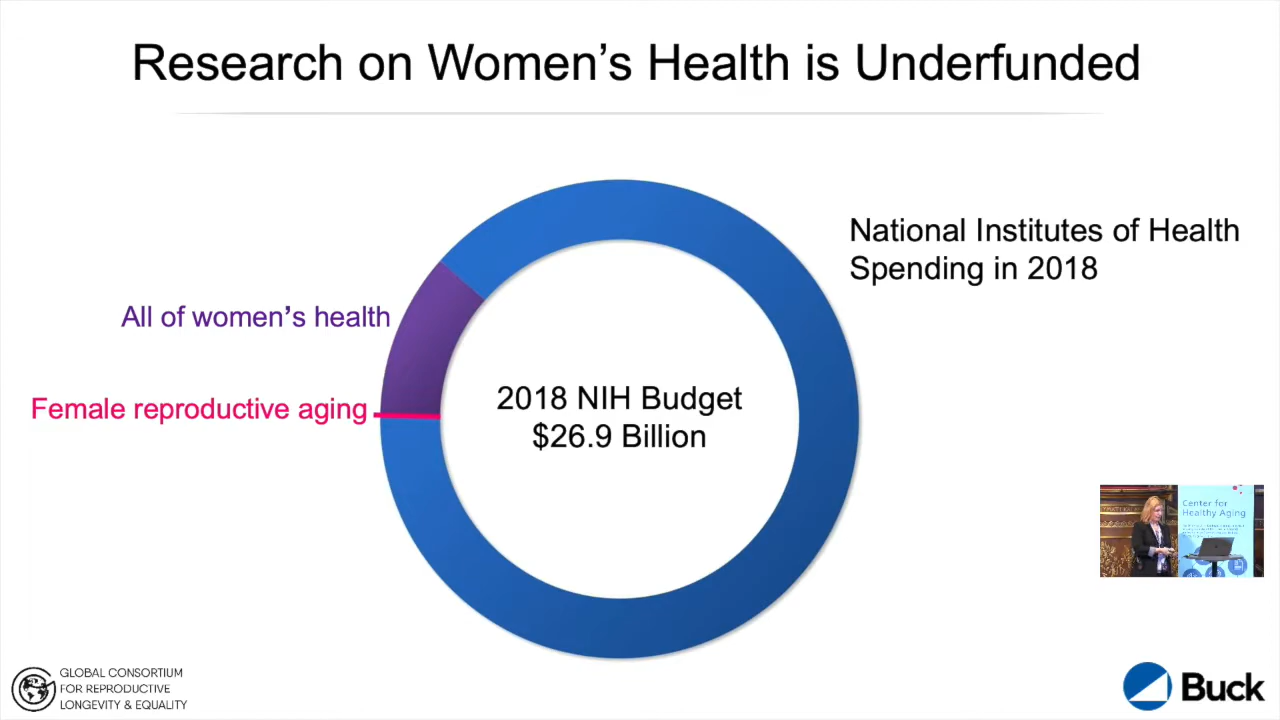 Research on Women’s Health is Underfunded
National Institutes of Health
Spending in 2018
All of women’s health
Female reproductive aging
2018 NIH Budget
$26.9 Billion
Center for
Healthy Aging
GLOBAL CONSORTIUM
FOR REPRODUCTIVE
LONGEVITY & EQUALITY
Buck